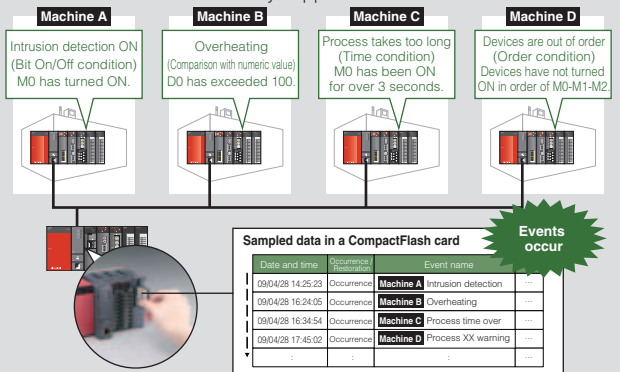 Machine A
Machine B
Machine C
Machine D
Intrusion detection ON
(Bit On/Off condition)
M0 has turned ON.
Overheating
(Comparison with numeric value)
D0 has exceeded 100.
Process takes too long
(Time condition)
M0 has been ON
for over 3 seconds.
Devices are out of order
(Order condition)
Devices have not turned
ON in order of M0-M1-M2.
Events
occur
Sampled data in a CompactFlash card
Date and time Occurrence / Restoration Event name ...
09/04/28 14:25:23 Occurrence Machine A Intrusion detection ...
09/04/28 16:24:05 Occurrence Machine B Overheating ...
09/04/28 16:34:54 Occurrence Machine C Process time over ...
09/04/28 17:45:02 Occurrence Machine D Process XX warning ...
: : : ...